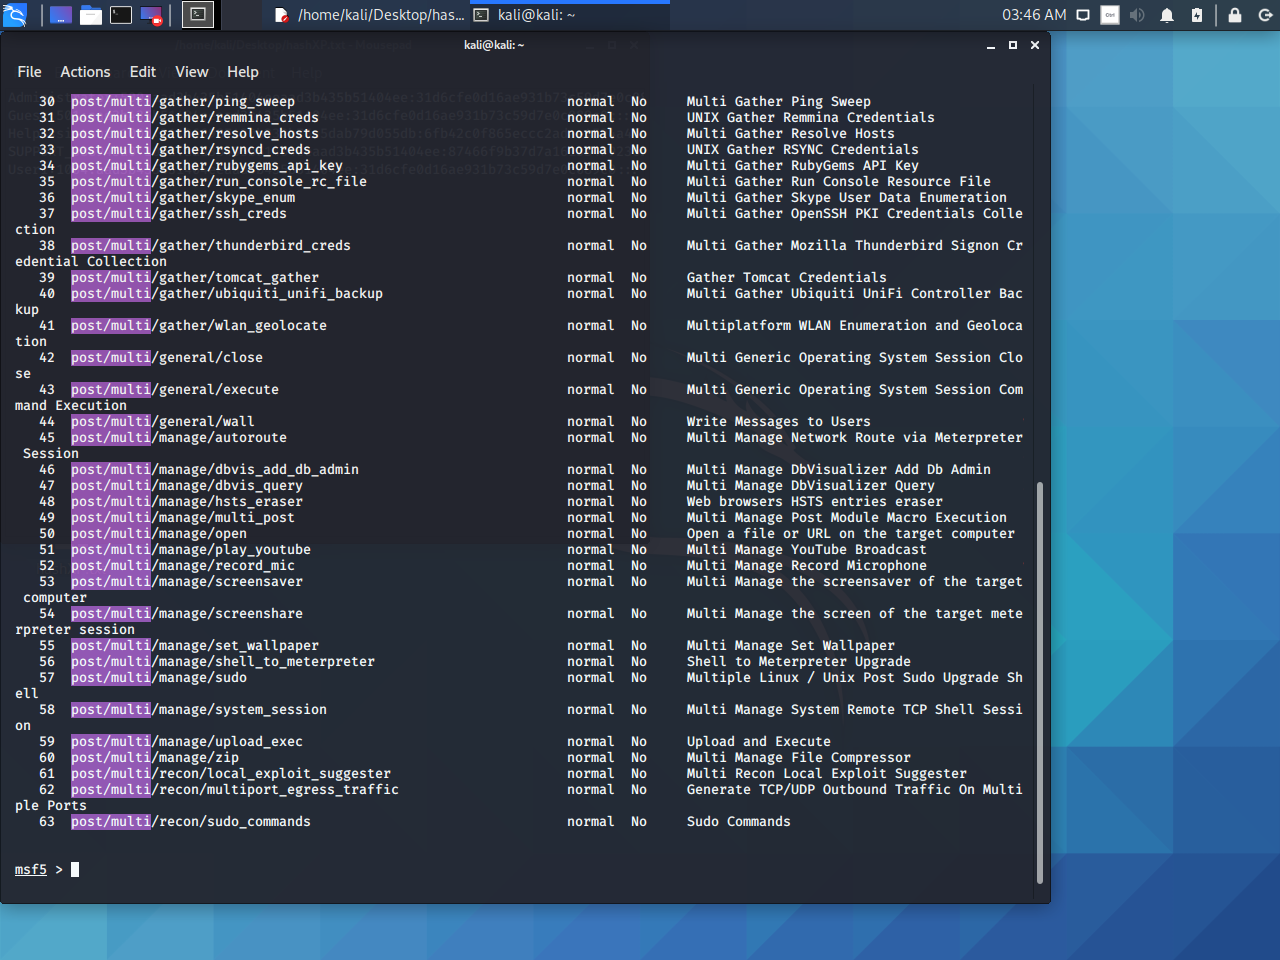 /home/kali/Desktop/has... kali@kali: ~ 03:46 AM
kali@kali: ~
File Actions Edit View Help
30 post/multi/gather/ping_sweep normal No Multi Gather Ping Sweep
31 post/multi/gather/remmina_creds normal No UNIX Gather Remmina Credentials
32 post/multi/gather/resolve_hosts normal No Multi Gather Resolve Hosts
33 post/multi/gather/rsyncd_creds normal No UNIX Gather RSYNC Credentials
34 post/multi/gather/rubygems_api_key normal No Multi Gather RubyGems API Key
35 post/multi/gather/run_console_rc_file normal No Multi Gather Run Console Resource File
36 post/multi/gather/skype_enum normal No Multi Gather Skype User Data Enumeration
37 post/multi/gather/ssh_creds normal No Multi Gather OpenSSH PKI Credentials Colle
ction
38 post/multi/gather/thunderbird_creds normal No Multi Gather Mozilla Thunderbird Signon Cr
edential Collection
39 post/multi/gather/tomcat_gather normal No Gather Tomcat Credentials
40 post/multi/gather/ubiquiti_unifi_backup normal No Multi Gather Ubiquiti UniFi Controller Bac
kup
41 post/multi/gather/wlan_geolocate normal No Multiplatform WLAN Enumeration and Geoloca
tion
42 post/multi/general/close normal No Multi Generic Operating System Session Clo
se
43 post/multi/general/execute normal No Multi Generic Operating System Session Com
mand Execution
44 post/multi/general/wall normal No Write Messages to Users
45 post/multi/manage/autoroute normal No Multi Manage Network Route via Meterpreter
Session
46 post/multi/manage/dbvis_add_db_admin normal No Multi Manage DbVisualizer Add Db Admin
47 post/multi/manage/dbvis_query normal No Multi Manage DbVisualizer Query
48 post/multi/manage/hsts_eraser normal No Web browsers HSTS entries eraser
49 post/multi/manage/multi_post normal No Multi Manage Post Module Macro Execution
50 post/multi/manage/open normal No Open a file or URL on the target computer
51 post/multi/manage/play_youtube normal No Multi Manage YouTube Broadcast
52 post/multi/manage/record_mic normal No Multi Manage Record Microphone
53 post/multi/manage/screensaver normal No Multi Manage the screensaver of the target
computer
54 post/multi/manage/screenshare normal No Multi Manage the screen of the target mete
rpreter session
55 post/multi/manage/set_wallpaper normal No Multi Manage Set Wallpaper
56 post/multi/manage/shell_to_meterpreter normal No Shell to Meterpreter Upgrade
57 post/multi/manage/sudo normal No Multiple Linux / Unix Post Sudo Upgrade Sh
ell
58 post/multi/manage/system_session normal No Multi Manage System Remote TCP Shell Sessi
on
59 post/multi/manage/upload_exec normal No Upload and Execute
60 post/multi/manage/zip normal No Multi Manage File Compressor
61 post/multi/recon/local_exploit_suggester normal No Multi Recon Local Exploit Suggester
62 post/multi/recon/multiport_egress_traffic normal No Generate TCP/UDP Outbound Traffic On Multi
ple Ports
63 post/multi/recon/sudo_commands normal No Sudo Commands
msf5 >